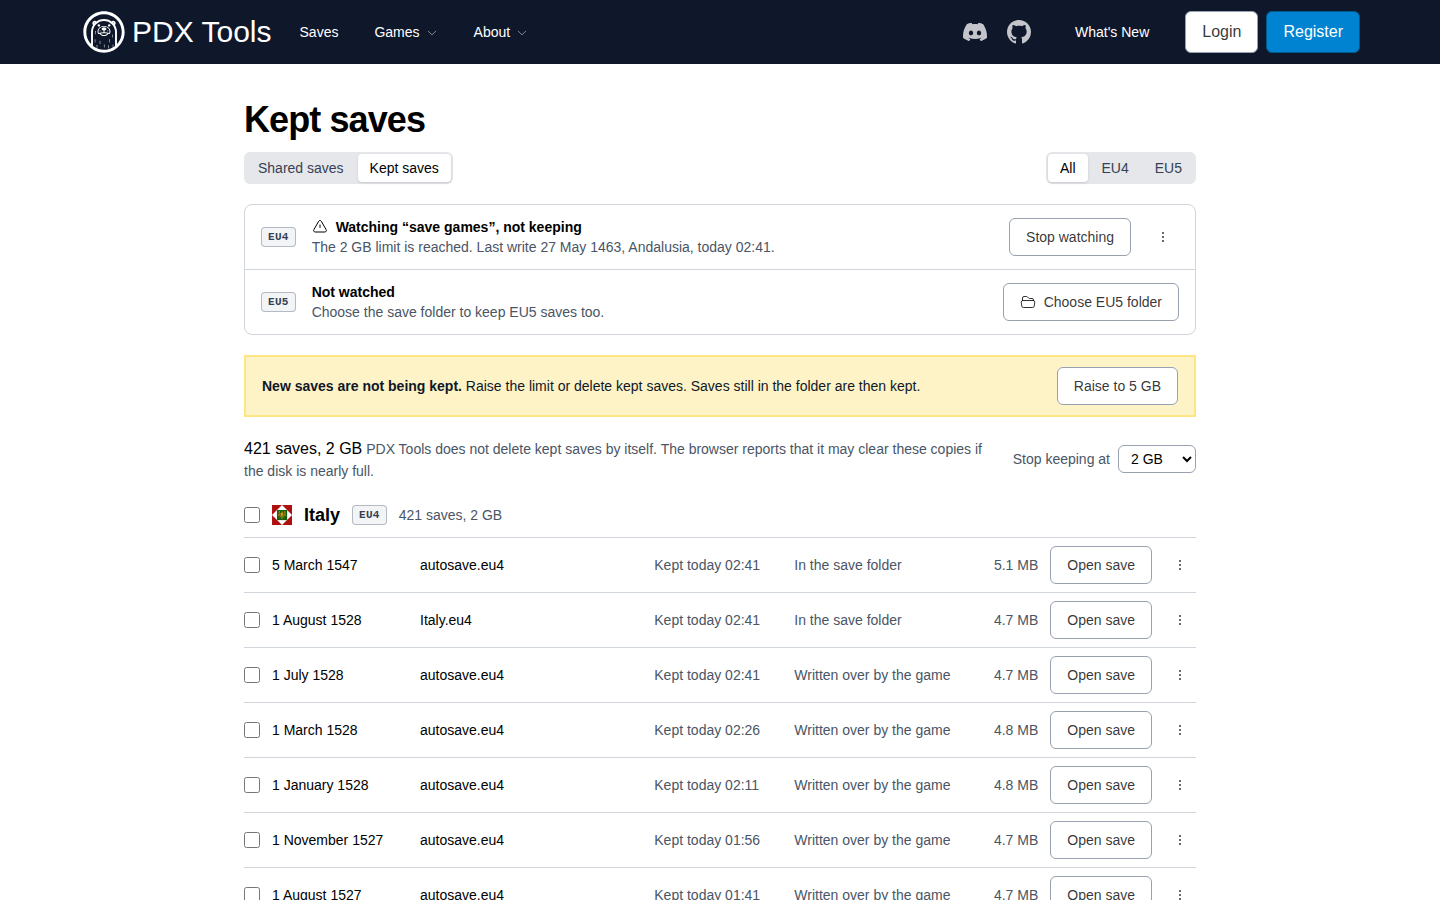 PDX Tools
Saves
Games
About
What's New
Login
Register
Kept saves
Shared saves
Kept saves
All
EU4
EU5
EU4
Watching “save games”, not keeping
The 2 GB limit is reached. Last write 27 May 1463, Andalusia, today 02:41.
Stop watching
EU5
Not watched
Choose the save folder to keep EU5 saves too.
Choose EU5 folder
New saves are not being kept. Raise the limit or delete kept saves. Saves still in the folder are then kept.
Raise to 5 GB
421 saves, 2 GB PDX Tools does not delete kept saves by itself. The browser reports that it may clear these copies if
the disk is nearly full.
Stop keeping at
2 GB
Italy EU4 421 saves, 2 GB
5 March 1547 autosave.eu4 Kept today 02:41 In the save folder 5.1 MB Open save
1 August 1528 Italy.eu4 Kept today 02:41 In the save folder 4.7 MB Open save
1 July 1528 autosave.eu4 Kept today 02:41 Written over by the game 4.7 MB Open save
1 March 1528 autosave.eu4 Kept today 02:26 Written over by the game 4.8 MB Open save
1 January 1528 autosave.eu4 Kept today 02:11 Written over by the game 4.8 MB Open save
1 November 1527 autosave.eu4 Kept today 01:56 Written over by the game 4.7 MB Open save
1 August 1527 autosave.eu4 Kept today 01:41 Written over by the game 4.7 MB Open save